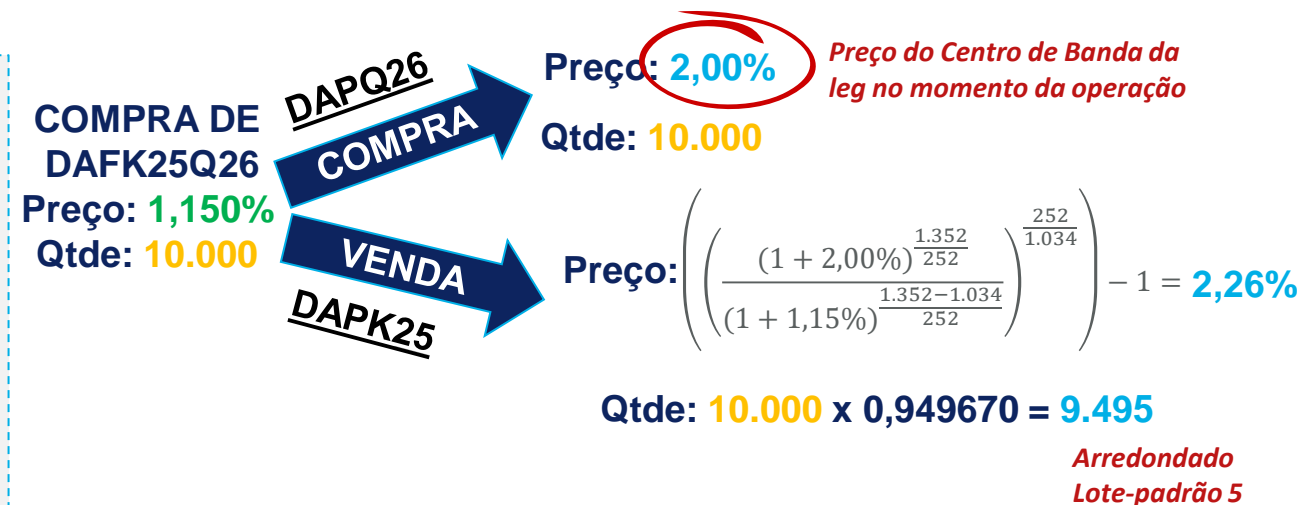 COMPRA DE
DAFK25Q26
Preço: 1,150%
Qtde: 10.000
DAPQ26
COMPRA
Preço: 2,00%
Preço do Centro de Banda da
leg no momento da operação
Qtde: 10.000
VENDA
DAPK25
Preço: (((1 + 2,00%)^(1.352/252) / (1 + 1,15%)^((1.352−1.034)/252))^(252/1.034)) − 1 = 2,26%
Qtde: 10.000 x 0,949670 = 9.495
Arredondado
Lote-padrão 5